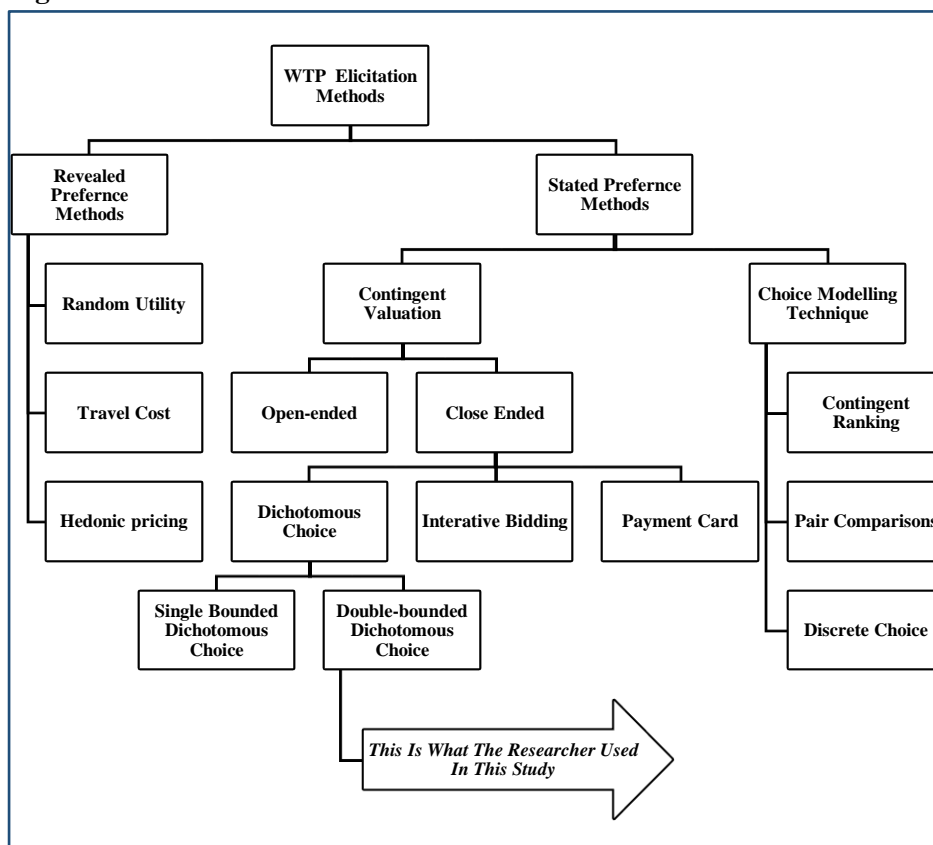 WTP Elicitation
Methods
Revealed
Prefernce
Methods
Stated Prefernce
Methods
Random Utility
Travel Cost
Hedonic pricing
Contingent
Valuation
Choice Modelling
Technique
Open-ended
Close Ended
Dichotomous
Choice
Interative Bidding
Payment Card
Single Bounded
Dichotomous
Choice
Double-bounded
Dichotomous
Choice
This Is What The Researcher Used
In This Study
Contingent
Ranking
Pair Comparisons
Discrete Choice